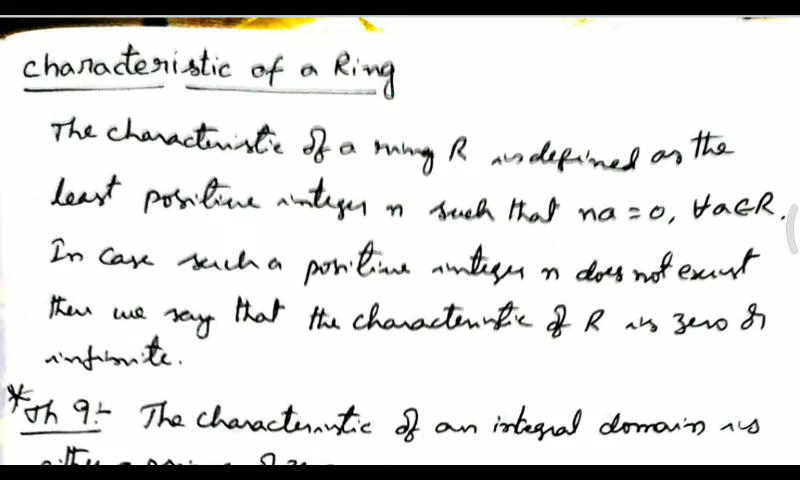 Characteristic of a Ring
The characteristic of a ring R is defined as the
least positive integer n such that na = 0, ∀a∈R.
In case such a positive integer n does not exist
then we say that the characteristic of R is zero or
infinite.
*Th 9:- The characteristic of an integral domain is